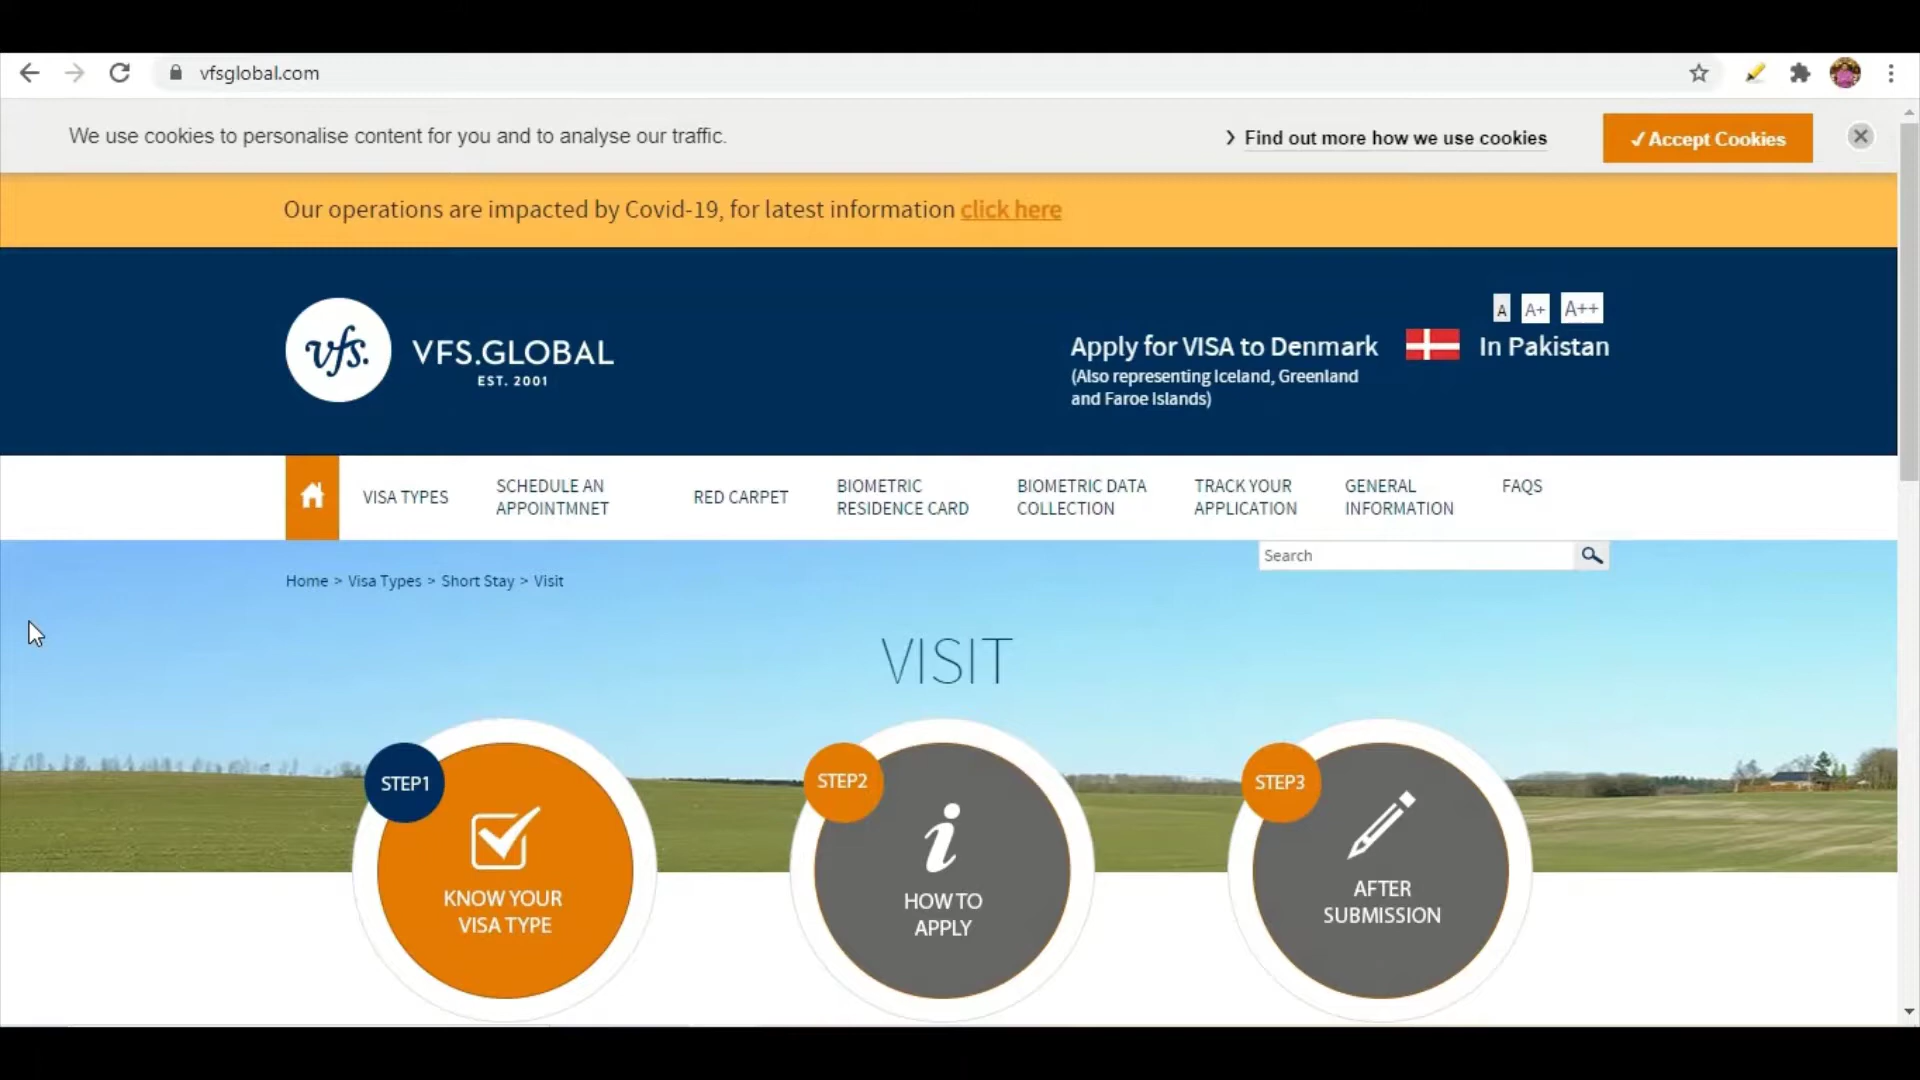 vfsglobal.com
We use cookies to personalise content for you and to analyse our traffic.
Find out more how we use cookies
Accept Cookies
Our operations are impacted by Covid-19, for latest information click here
vfs.
VFS.GLOBAL
EST. 2001
A A+ A++
Apply for VISA to Denmark
In Pakistan
(Also representing Iceland, Greenland
and Faroe Islands)
VISA TYPES
SCHEDULE AN
APPOINTMNET
RED CARPET
BIOMETRIC
RESIDENCE CARD
BIOMETRIC DATA
COLLECTION
TRACK YOUR
APPLICATION
GENERAL
INFORMATION
FAQS
Search
Home > Visa Types > Short Stay > Visit
VISIT
STEP1
KNOW YOUR
VISA TYPE
STEP2
i
HOW TO
APPLY
STEP3
AFTER
SUBMISSION